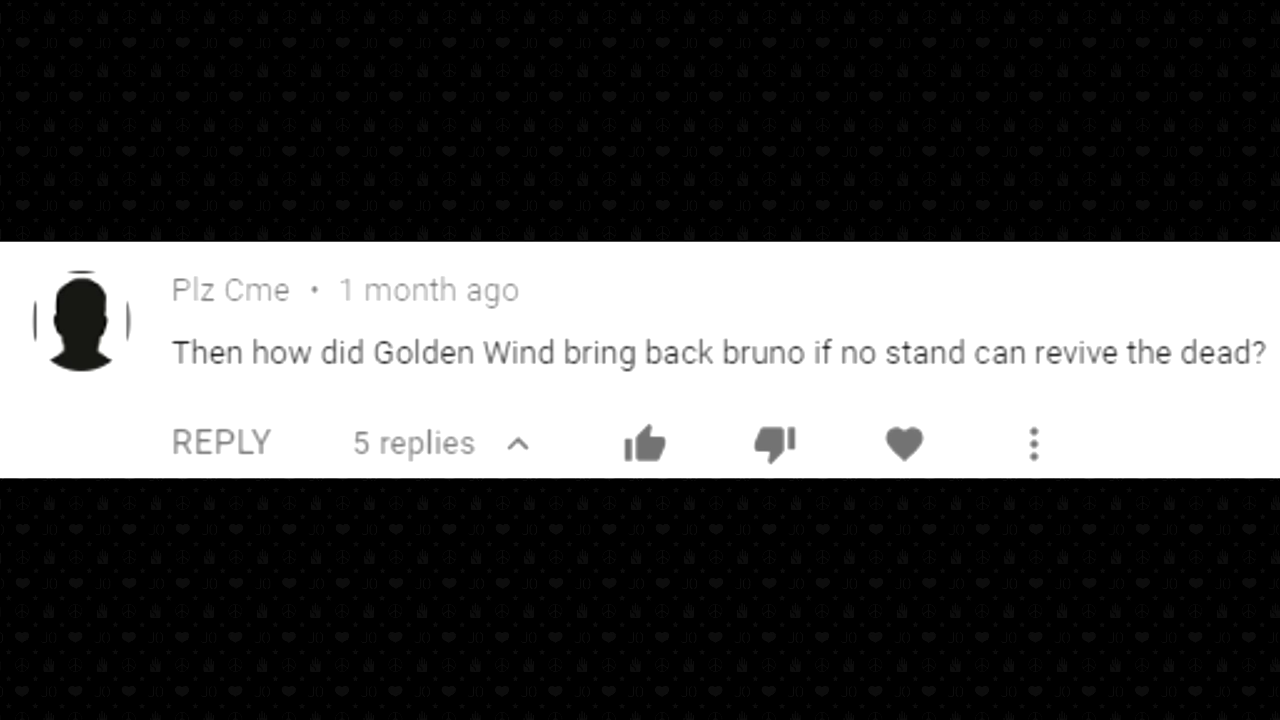 Plz Cme • 1 month ago
Then how did Golden Wind bring back bruno if no stand can revive the dead?
REPLY 5 replies